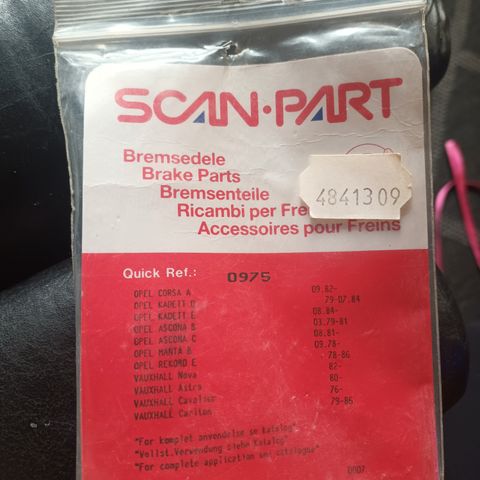 SCAN·PART
Bremsedele
Brake Parts
Bremsenteile
Ricambi per Fre
Accessoires pour Freins
4841309
Quick Ref.: 0975
OPEL CORSA A 09.82-
OPEL KADETT D 79-07.84
OPEL KADETT E 08.84-
OPEL ASCONA B 03.79-81
OPEL ASCONA C 08.81-
OPEL MANTA B 09.78-
OPEL REKORD E 78-86
VAUXHALL Nova 82-
VAUXHALL Astra 80-
VAUXHALL Cavalier 76-
VAUXHALL Carlton 79-86
"For komplet anvendelse se katalog"
"Vollst.Verwendung siehe Katalog"
"For complete application see catalogue"
0007